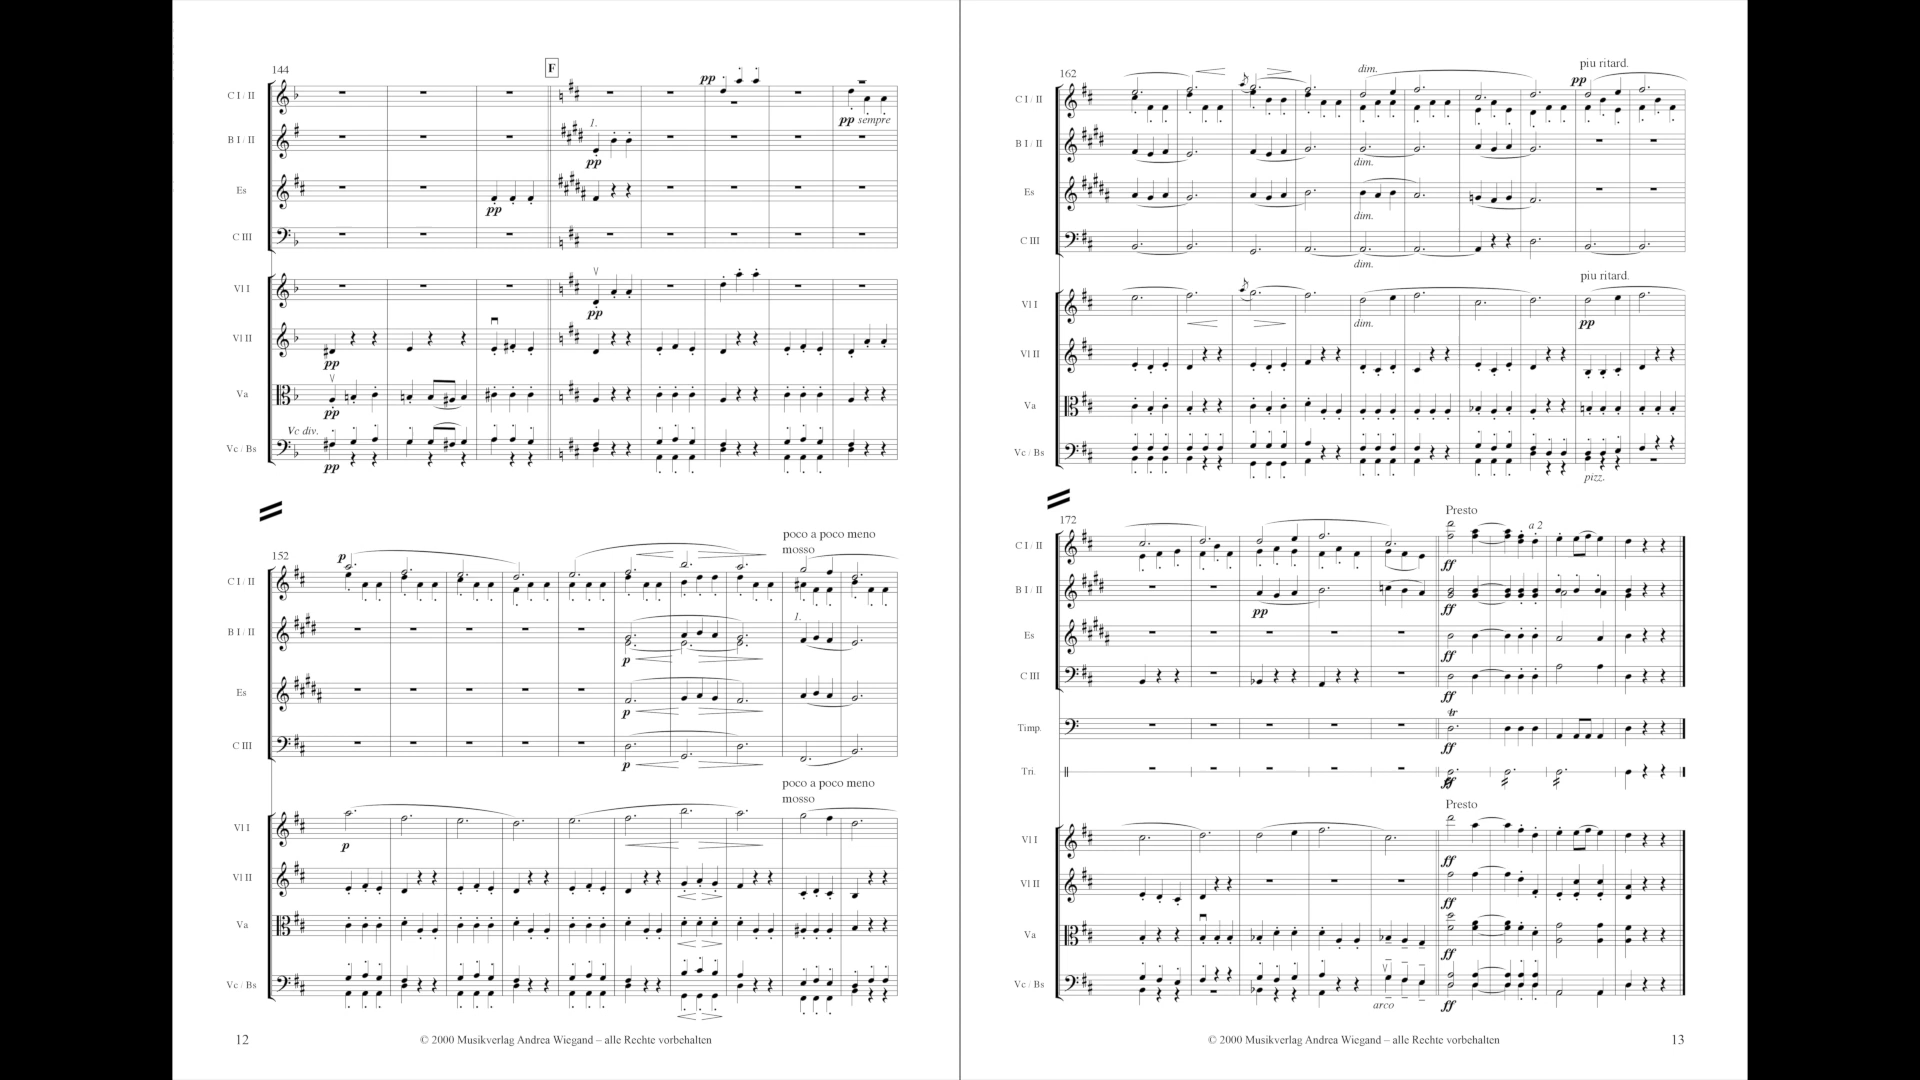 144
F
C I / II
pp
pp sempre
B I / II
1.
pp
Es
pp
C III
Vl I
pp
Vl II
pp
Va
pp
Vc div.
Vc / Bs
pp
152
poco a poco meno
mosso
p
C I / II
B I / II
1.
p
Es
p
C III
p
poco a poco meno
mosso
Vl I
p
Vl II
Va
Vc / Bs
12
© 2000 Musikverlag Andrea Wiegand – alle Rechte vorbehalten
162
dim.
piu ritard.
pp
C I / II
B I / II
dim.
Es
dim.
C III
dim.
piu ritard.
Vl I
dim.
pp
Vl II
Va
Vc / Bs
pizz.
172
Presto
a 2
C I / II
ff
B I / II
pp
ff
Es
ff
C III
ff
tr
Timp.
ff
Tri.
ff
Presto
Vl I
ff
Vl II
ff
Va
ff
Vc / Bs
arco
ff
© 2000 Musikverlag Andrea Wiegand – alle Rechte vorbehalten
13